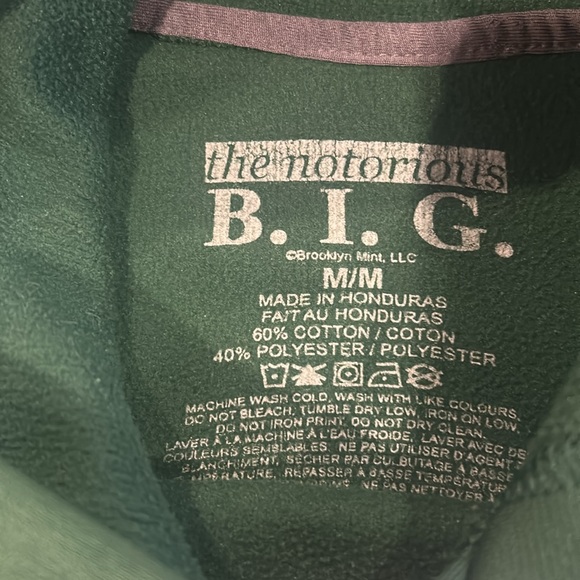 the notorious
B. I. G.
©Brooklyn Mint, LLC
M/M
MADE IN HONDURAS
FAIT AU HONDURAS
60% COTTON / COTON
40% POLYESTER / POLYESTER
MACHINE WASH COLD, WASH WITH LIKE COLOURS,
DO NOT BLEACH, TUMBLE DRY LOW, IRON ON LOW,
DO NOT IRON PRINT, DO NOT DRY CLEAN.
LAVER À LA MACHINE À L'EAU FROIDE, LAVER AVEC DE
COULEURS SEMBLABLES. NE PAS UTILISER D'AGENT
BLANCHIMENT, SÉCHER PAR CULBUTAGE À BASSE
TEMPÉRATURE, REPASSER À BASSE TEMPÉRATURE
NE PAS NETTOYER À